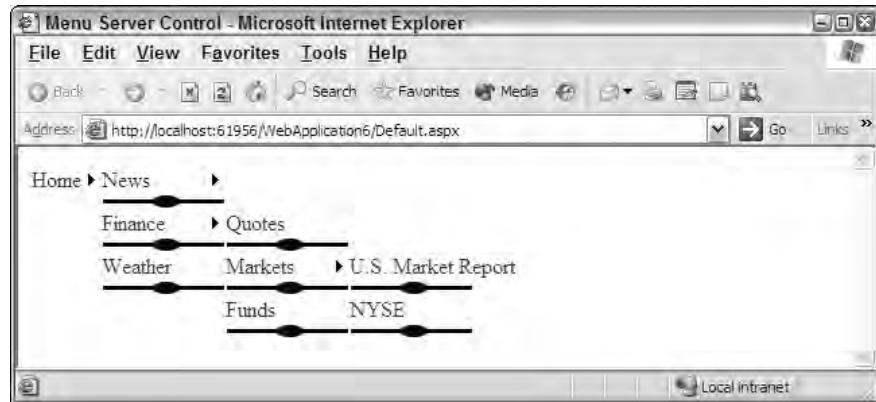 Menu Server Control - Microsoft Internet Explorer
File Edit View Favorites Tools Help
Back Search Favorites Media
Address http://localhost:61956/WebApplication6/Default.aspx Go Links »
Home News
Finance Quotes
Weather Markets U.S. Market Report
Funds NYSE
Local intranet